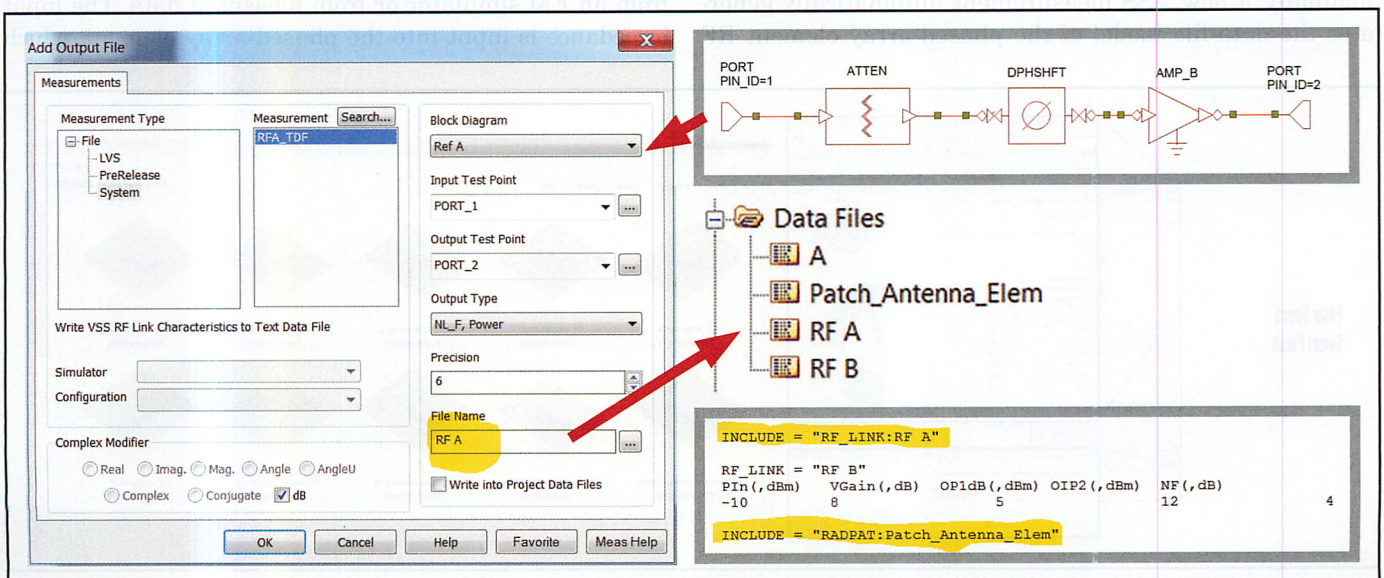 Add Output File
Measurements
Measurement Type
Measurement Search...
File
LVS
PreRelease
System
RFA_TDF
Write VSS RF Link Characteristics to Text Data File
Simulator
Configuration
Complex Modifier
Real Imag. Mag. Angle AngleU
Complex Conjugate dB
Block Diagram
Ref A
Input Test Point
PORT_1 ...
Output Test Point
PORT_2 ...
Output Type
NL_F, Power
Precision
6
File Name
RF A ...
Write into Project Data Files
OK Cancel Help Favorite Meas Help
PORT
PIN_ID=1
ATTEN
DPHSHFT
AMP_B
PORT
PIN_ID=2
Data Files
A
Patch_Antenna_Elem
RF A
RF B
INCLUDE = "RF_LINK:RF A"
RF_LINK = "RF B"
PIn(,dBm) VGain(,dB) OP1dB(,dBm) OIP2(,dBm) NF(,dB)
-10 8 5 12 4
INCLUDE = "RADPAT:Patch_Antenna_Elem"